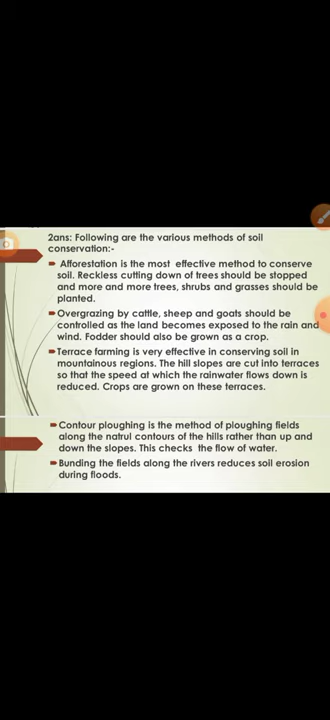 2ans: Following are the various methods of soil
conservation:-
Afforestation is the most effective method to conserve
soil. Reckless cutting down of trees should be stopped
and more and more trees, shrubs and grasses should be
planted.
Overgrazing by cattle, sheep and goats should be
controlled as the land becomes exposed to the rain and
wind. Fodder should also be grown as a crop.
Terrace farming is very effective in conserving soil in
mountainous regions. The hill slopes are cut into terraces
so that the speed at which the rainwater flows down is
reduced. Crops are grown on these terraces.
Contour ploughing is the method of ploughing fields
along the natrul contours of the hills rather than up and
down the slopes. This checks the flow of water.
Bunding the fields along the rivers reduces soil erosion
during floods.